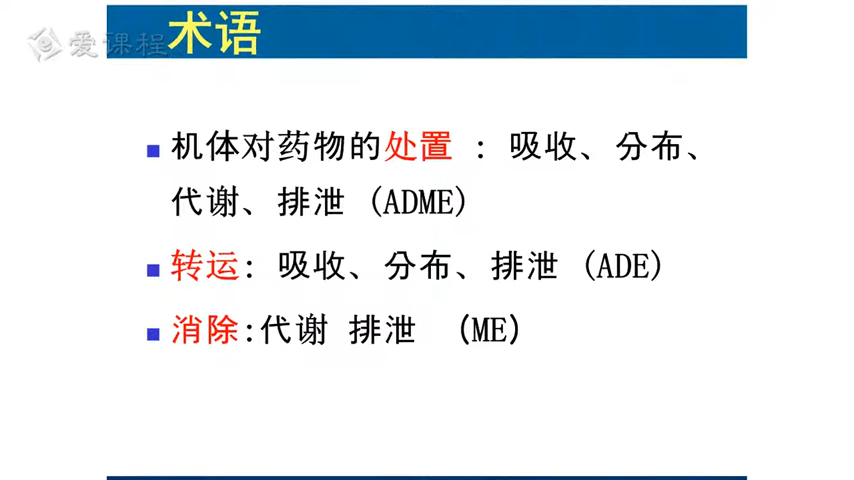 爱课程
术语
机体对药物的处置 : 吸收、分布、
代谢、排泄 (ADME)
转运: 吸收、分布、排泄 (ADE)
消除:代谢 排泄 (ME)